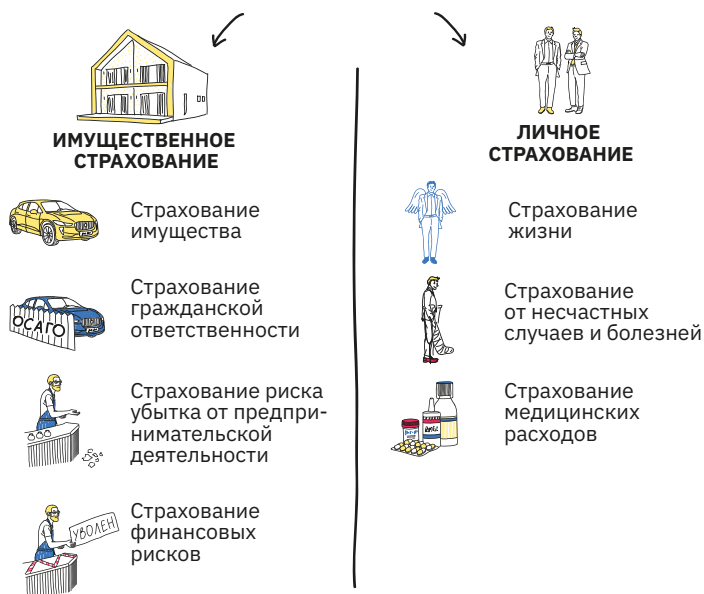 ИМУЩЕСТВЕННОЕ
СТРАХОВАНИЕ
Страхование
имущества
ОСАГО
Страхование
гражданской
ответственности
Страхование риска
убытка от предпри-
нимательской
деятельности
УВОЛЕН
Страхование
финансовых
рисков
ЛИЧНОЕ
СТРАХОВАНИЕ
Страхование
жизни
Страхование
от несчастных
случаев и болезней
Страхование
медицинских
расходов